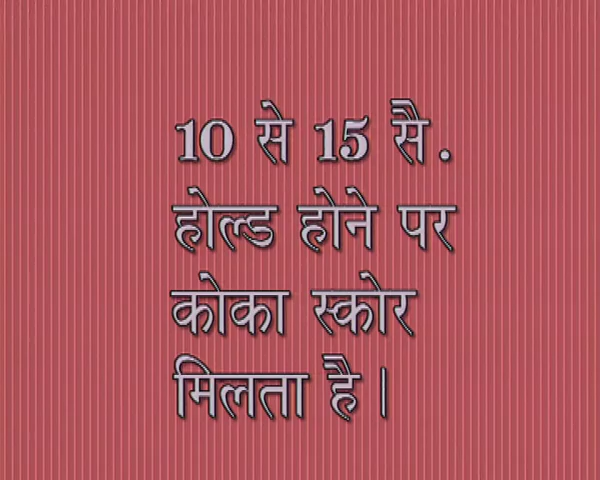 10 से 15 सै.
होल्ड होने पर
कोका स्कोर
मिलता है।